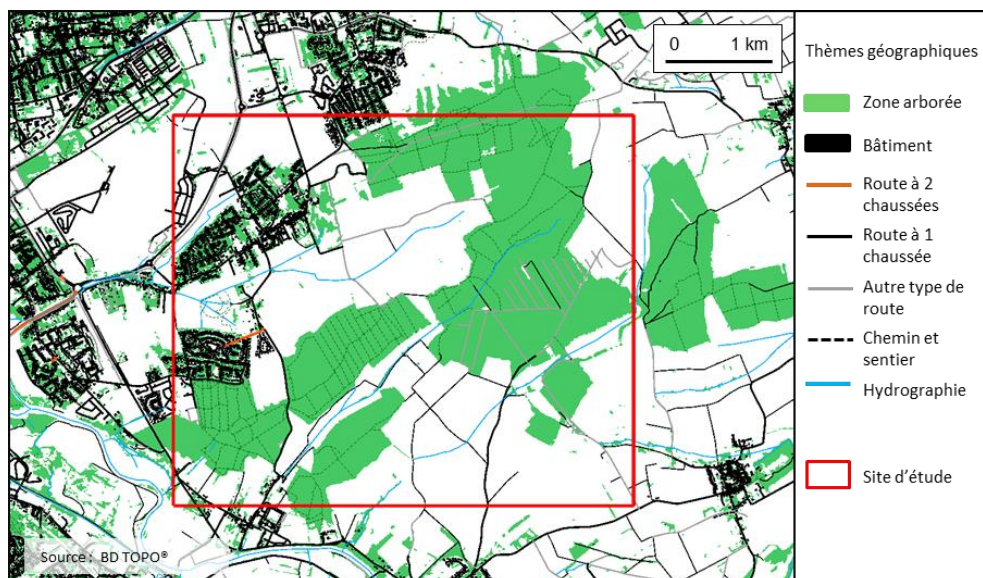 0 1 km
Thèmes géographiques
Zone arborée
Bâtiment
Route à 2
chaussées
Route à 1
chaussée
Autre type de
route
Chemin et
sentier
Hydrographie
Site d'étude
Source : BD TOPO®